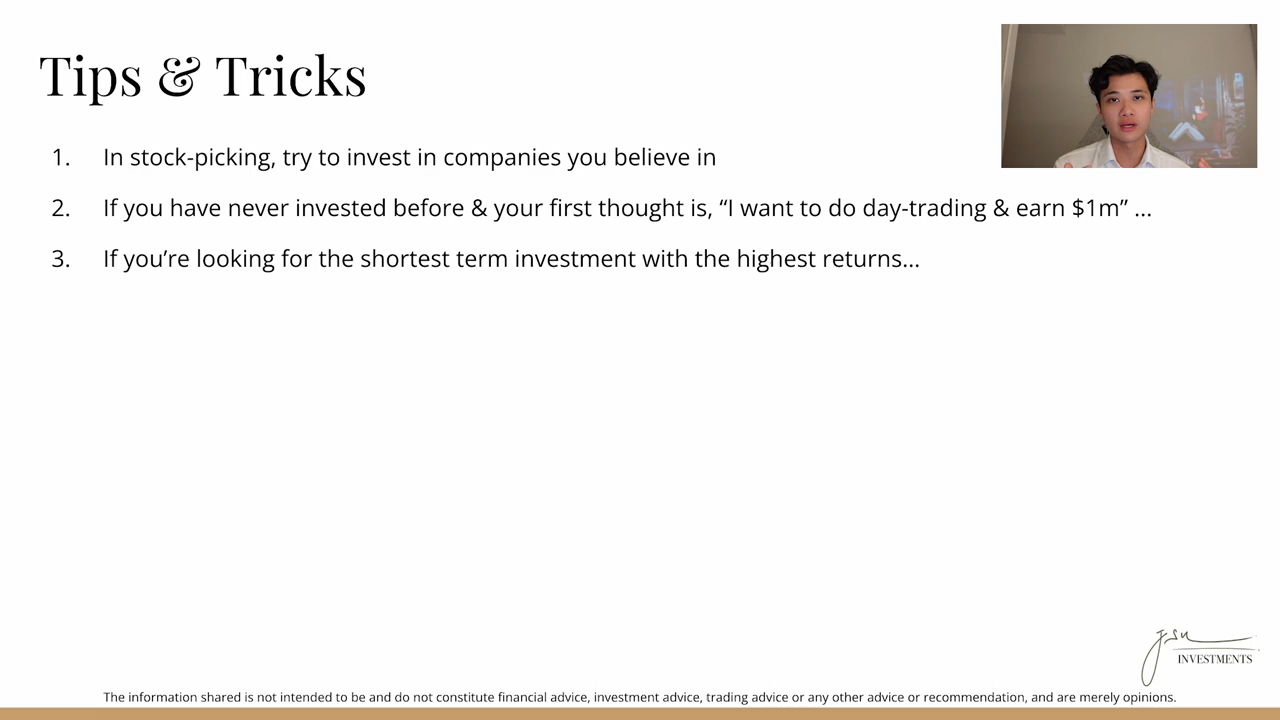 Tips & Tricks
1. In stock-picking, try to invest in companies you believe in
2. If you have never invested before & your first thought is, “I want to do day-trading & earn $1m” ...
3. If you’re looking for the shortest term investment with the highest returns...
INVESTMENTS
The information shared is not intended to be and do not constitute financial advice, investment advice, trading advice or any other advice or recommendation, and are merely opinions.